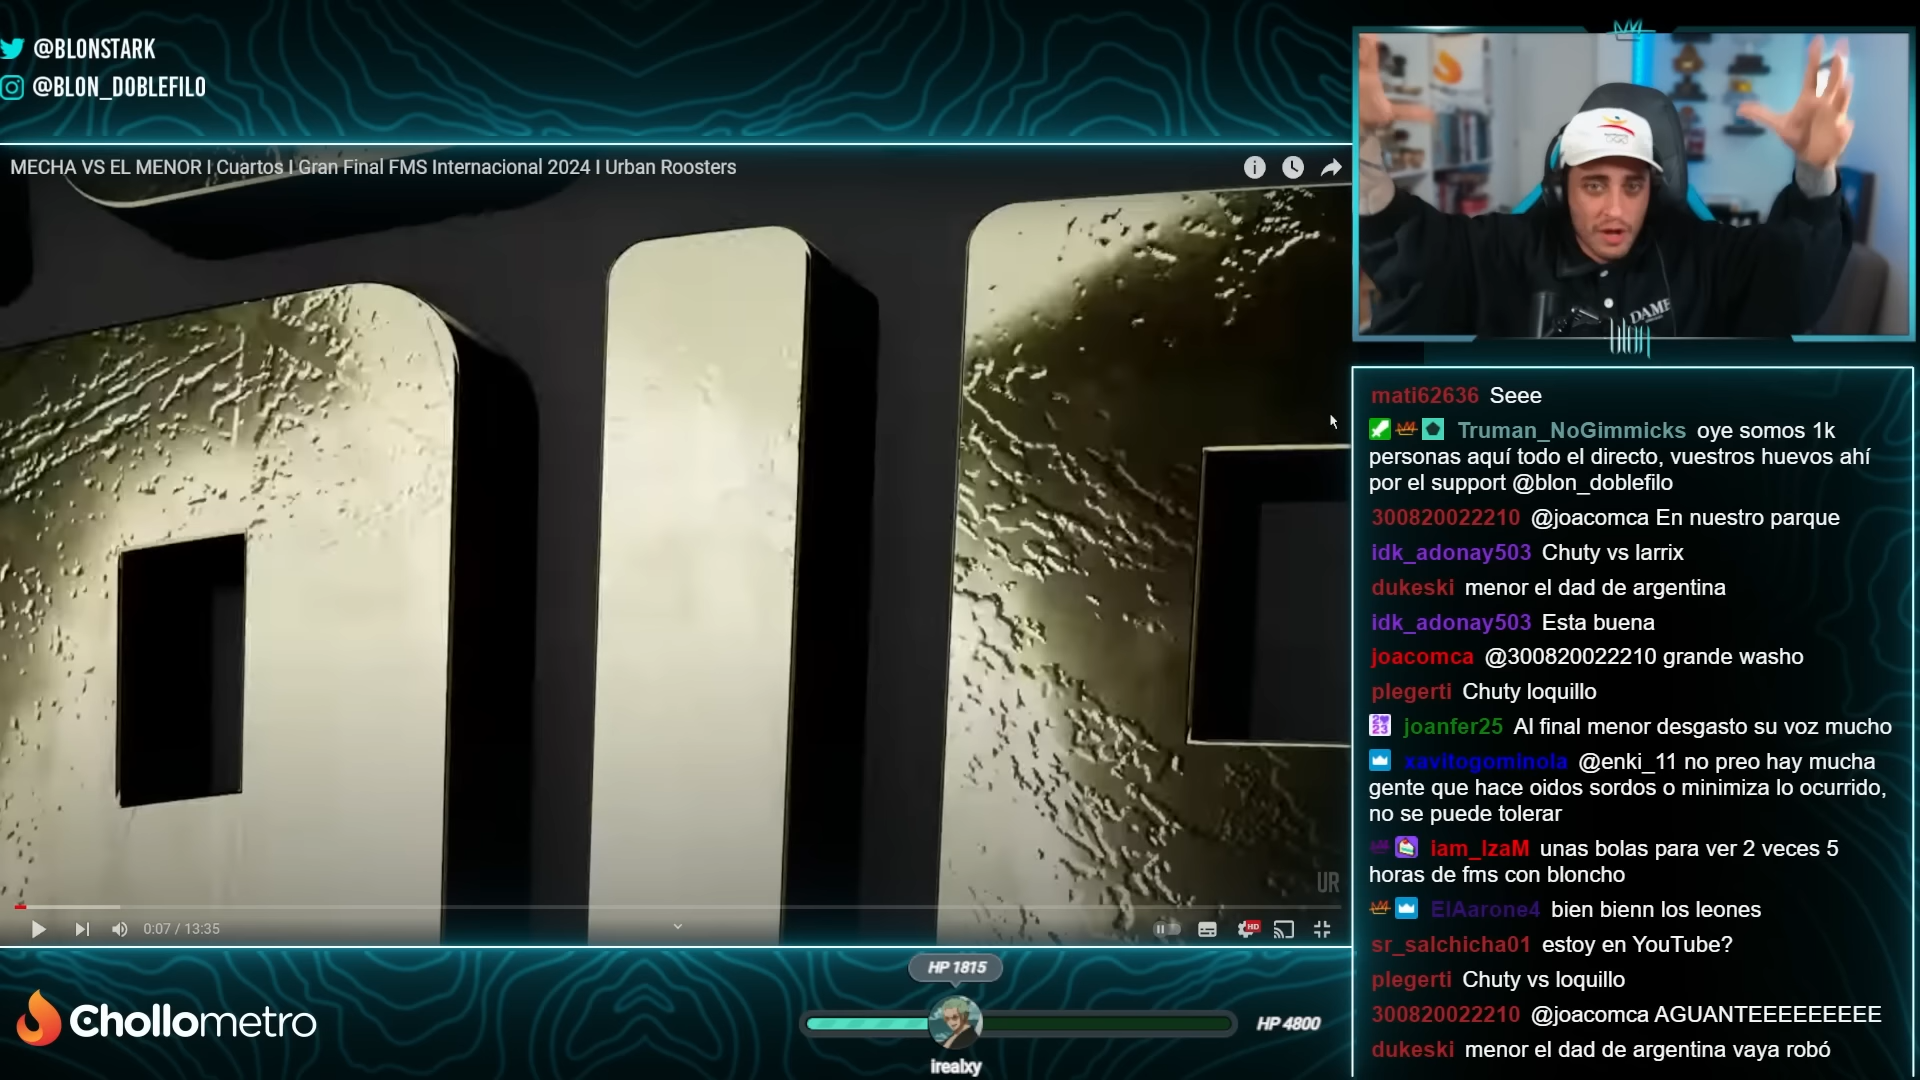 @BLONSTARK
@BLON_DOBLEFILO
MECHA VS EL MENOR I Cuartos I Gran Final FMS Internacional 2024 I Urban Roosters
UR
0:07 / 13:35
HD
Chollometro
HP 1815
HP 4800
irealxy
DAME
mati62636 Seee
Truman_NoGimmicks oye somos 1k
personas aquí todo el directo, vuestros huevos ahí
por el support @blon_doblefilo
300820022210 @joacomca En nuestro parque
idk_adonay503 Chuty vs larrix
dukeski menor el dad de argentina
idk_adonay503 Esta buena
joacomca @300820022210 grande washo
plegerti Chuty loquillo
joanfer25 Al final menor desgasto su voz mucho
xavitogominola @enki_11 no preo hay mucha
gente que hace oidos sordos o minimiza lo ocurrido,
no se puede tolerar
iam_IzaM unas bolas para ver 2 veces 5
horas de fms con bloncho
ElAarone4 bien bienn los leones
sr_salchicha01 estoy en YouTube?
plegerti Chuty vs loquillo
300820022210 @joacomca AGUANTEEEEEEEEE
dukeski menor el dad de argentina vaya robó